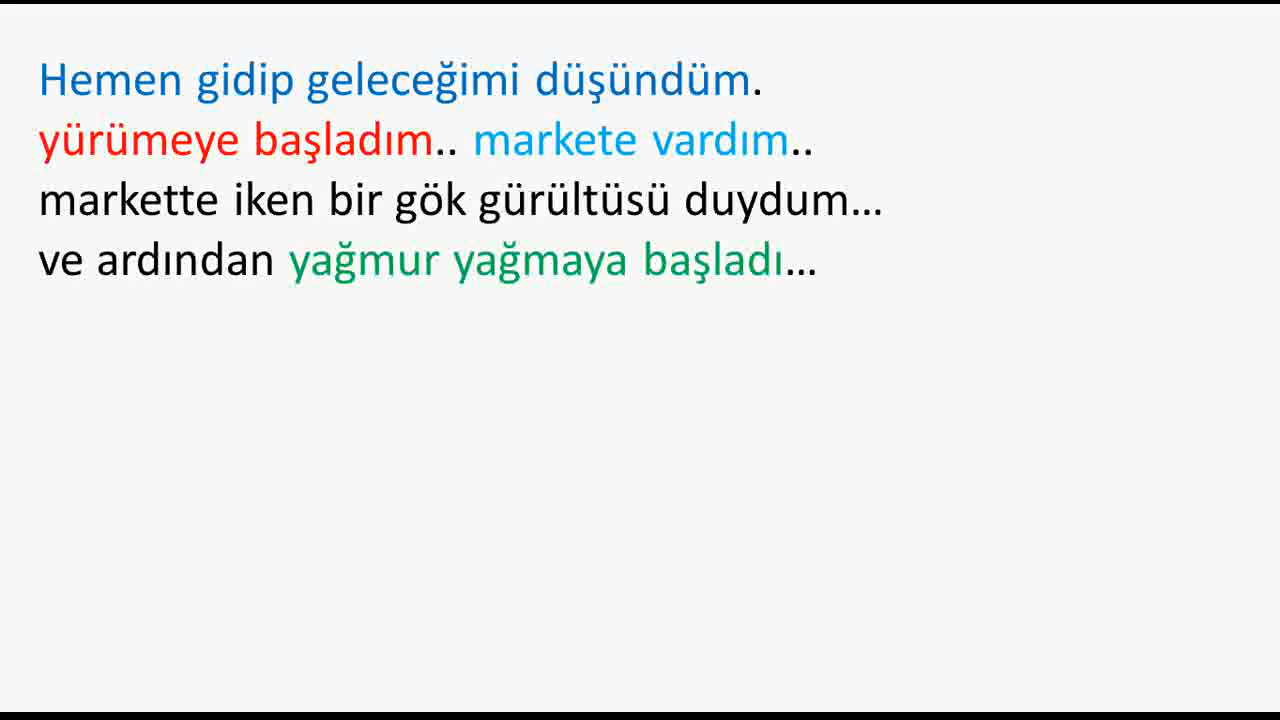 Hemen gidip geleceğimi düşündüm.
yürümeye başladım.. markete vardım..
markette iken bir gök gürültüsü duydum...
ve ardından yağmur yağmaya başladı...